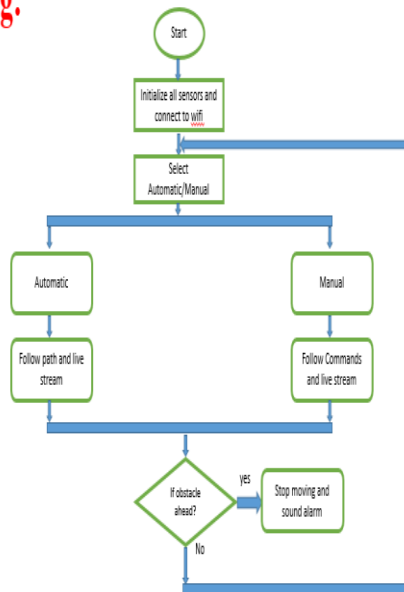 g.
Start
Initialize all sensors and
connect to wifi
Select
Automatic/Manual
Automatic
Manual
Follow path and live
stream
Follow Commands
and live stream
If obstacle
ahead?
yes
Stop moving and
sound alarm
No